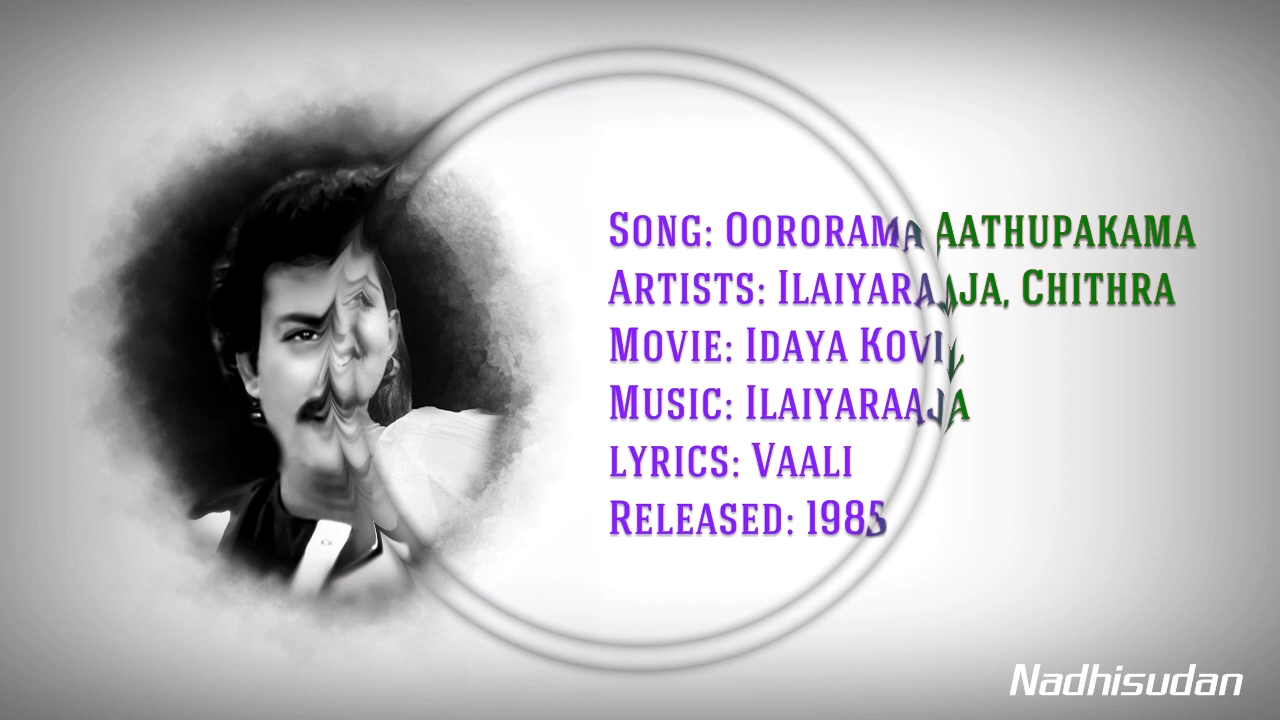 Song: Oororama Aathupakama
Artists: Ilaiyaraaja, Chithra
Movie: Idaya Kovil
Music: Ilaiyaraaja
lyrics: Vaali
Released: 1985
Nadhisudan